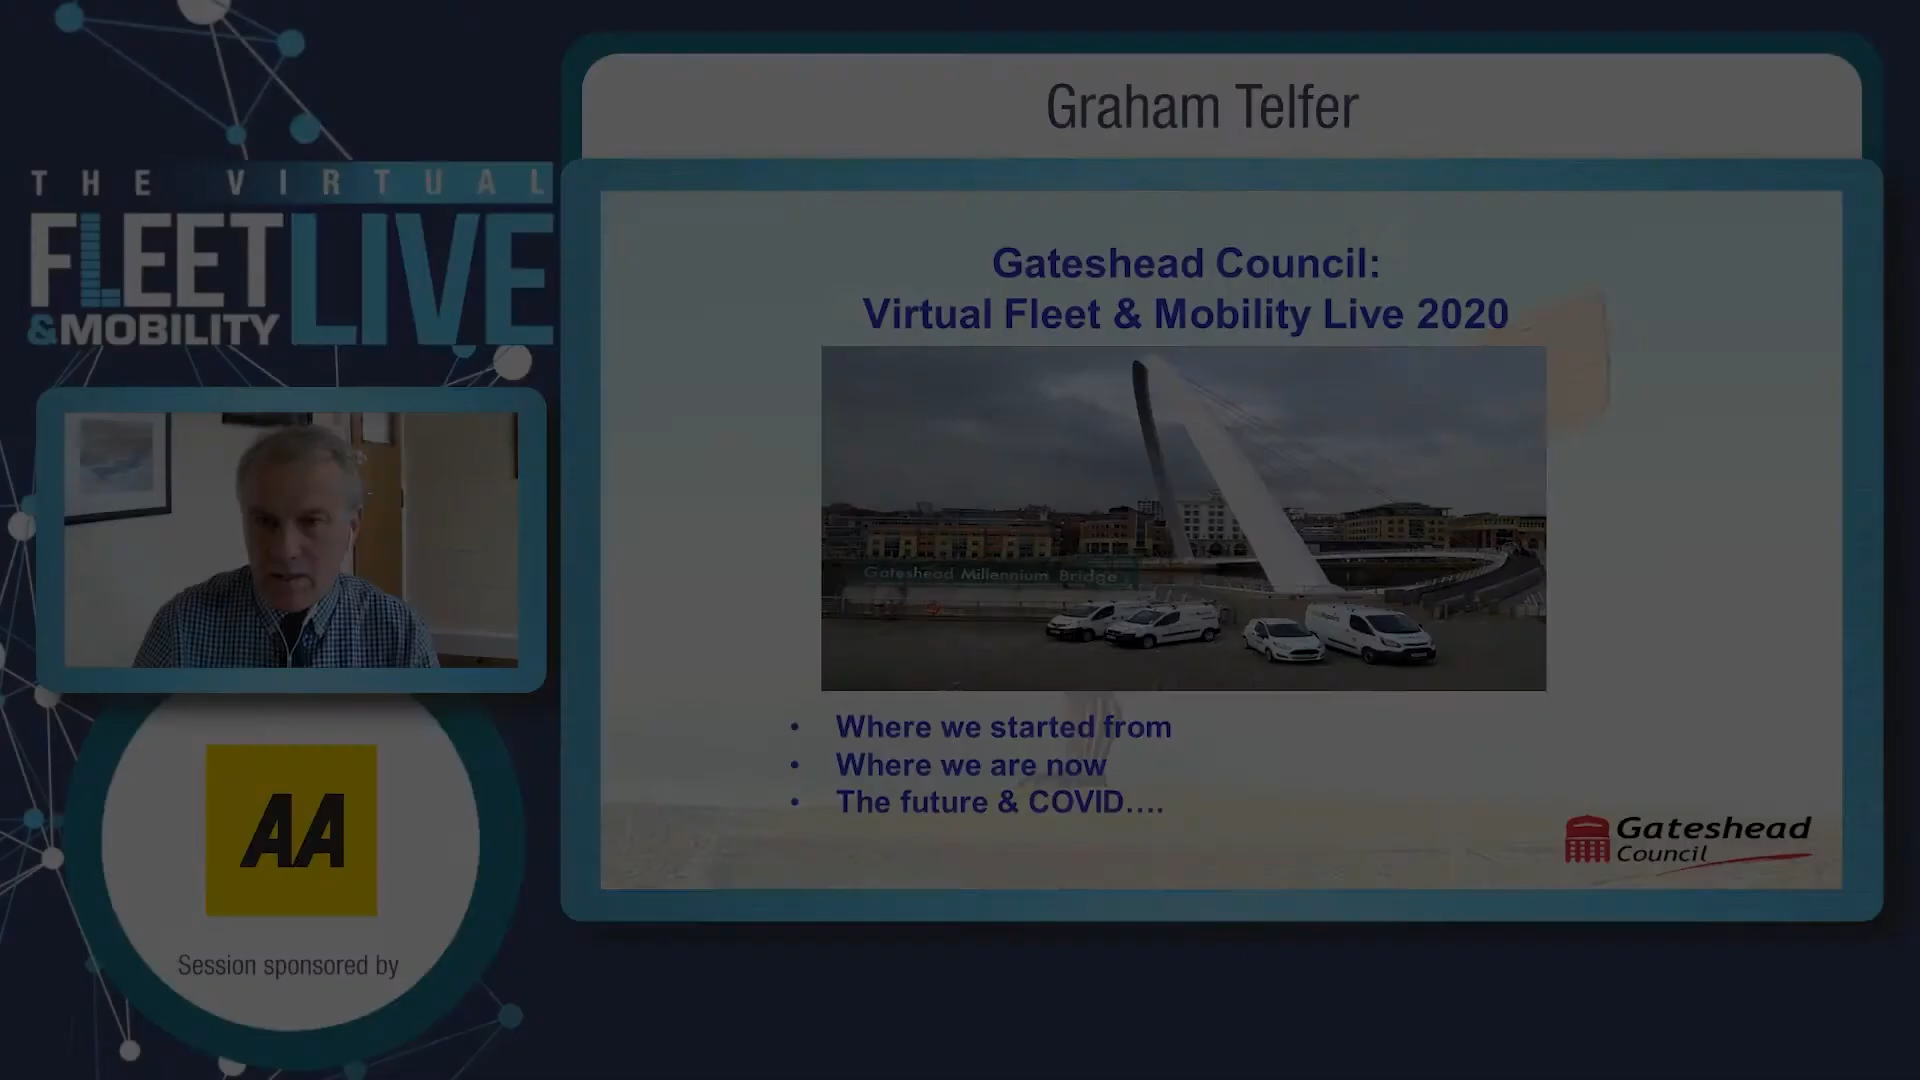 THE VIRTUAL
FLEET LIVE
&MOBILITY
Graham Telfer
Gateshead Council:
Virtual Fleet & Mobility Live 2020
Gateshead Millennium Bridge
• Where we started from
• Where we are now
• The future & COVID....
Gateshead
Council
AA
Session sponsored by